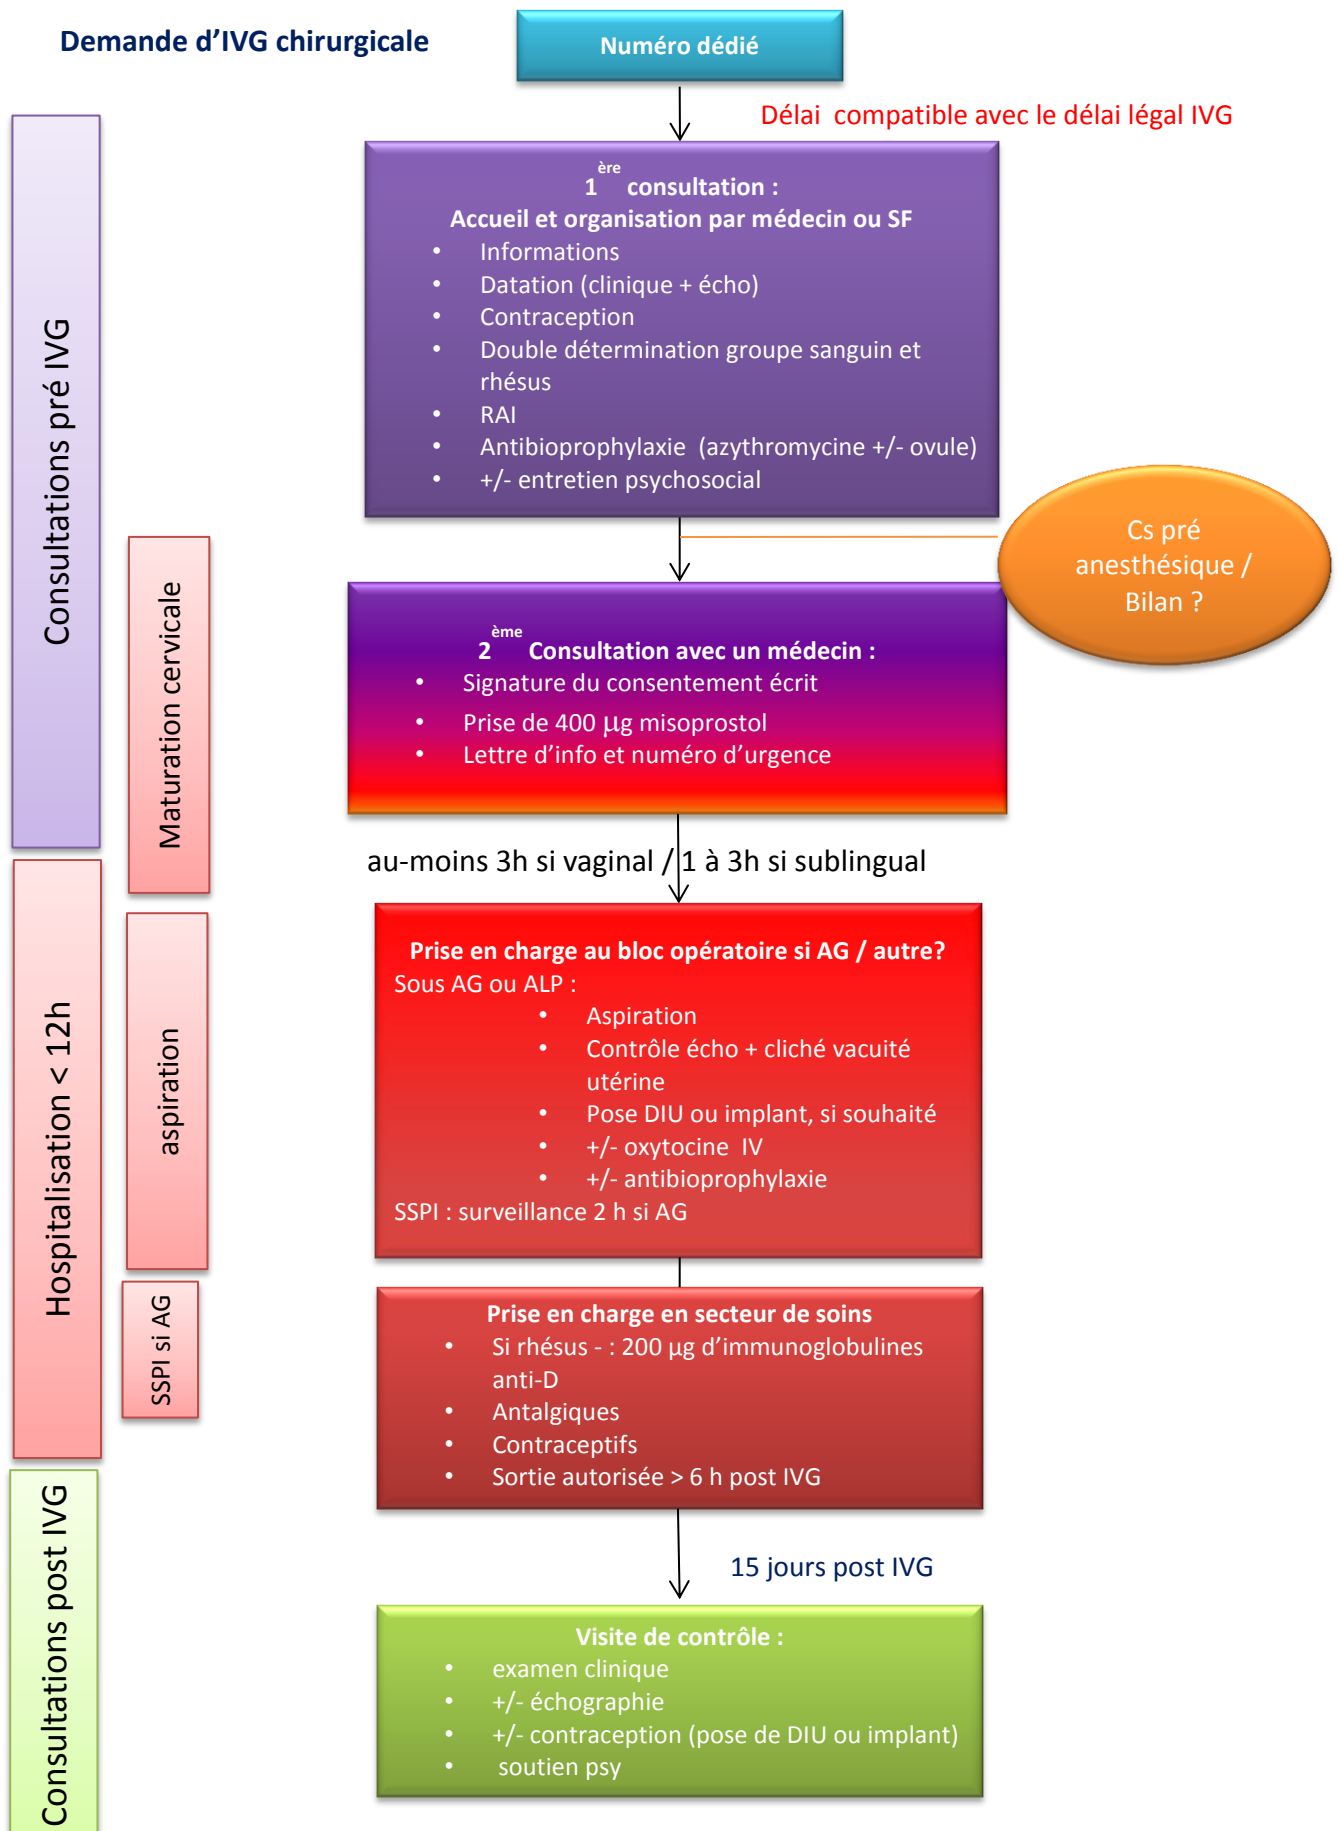 Demande d’IVG chirurgicale
Numéro dédié
Délai compatible avec le délai légal IVG
Consultations pré IVG
1ère consultation :
Accueil et organisation par médecin ou SF
• Informations
• Datation (clinique + écho)
• Contraception
• Double détermination groupe sanguin et
rhésus
• RAI
• Antibioprophylaxie (azythromycine +/- ovule)
• +/- entretien psychosocial
Cs pré
anesthésique /
Bilan ?
Maturation cervicale
2ème Consultation avec un médecin :
• Signature du consentement écrit
• Prise de 400 µg misoprostol
• Lettre d’info et numéro d’urgence
au-moins 3h si vaginal / 1 à 3h si sublingual
Hospitalisation < 12h
aspiration
Prise en charge au bloc opératoire si AG / autre?
Sous AG ou ALP :
• Aspiration
• Contrôle écho + cliché vacuité
utérine
• Pose DIU ou implant, si souhaité
• +/- oxytocine IV
• +/- antibioprophylaxie
SSPI : surveillance 2 h si AG
SSPI si AG
Prise en charge en secteur de soins
• Si rhésus - : 200 µg d’immunoglobulines
anti-D
• Antalgiques
• Contraceptifs
• Sortie autorisée > 6 h post IVG
15 jours post IVG
Consultations post IVG
Visite de contrôle :
• examen clinique
• +/- échographie
• +/- contraception (pose de DIU ou implant)
• soutien psy